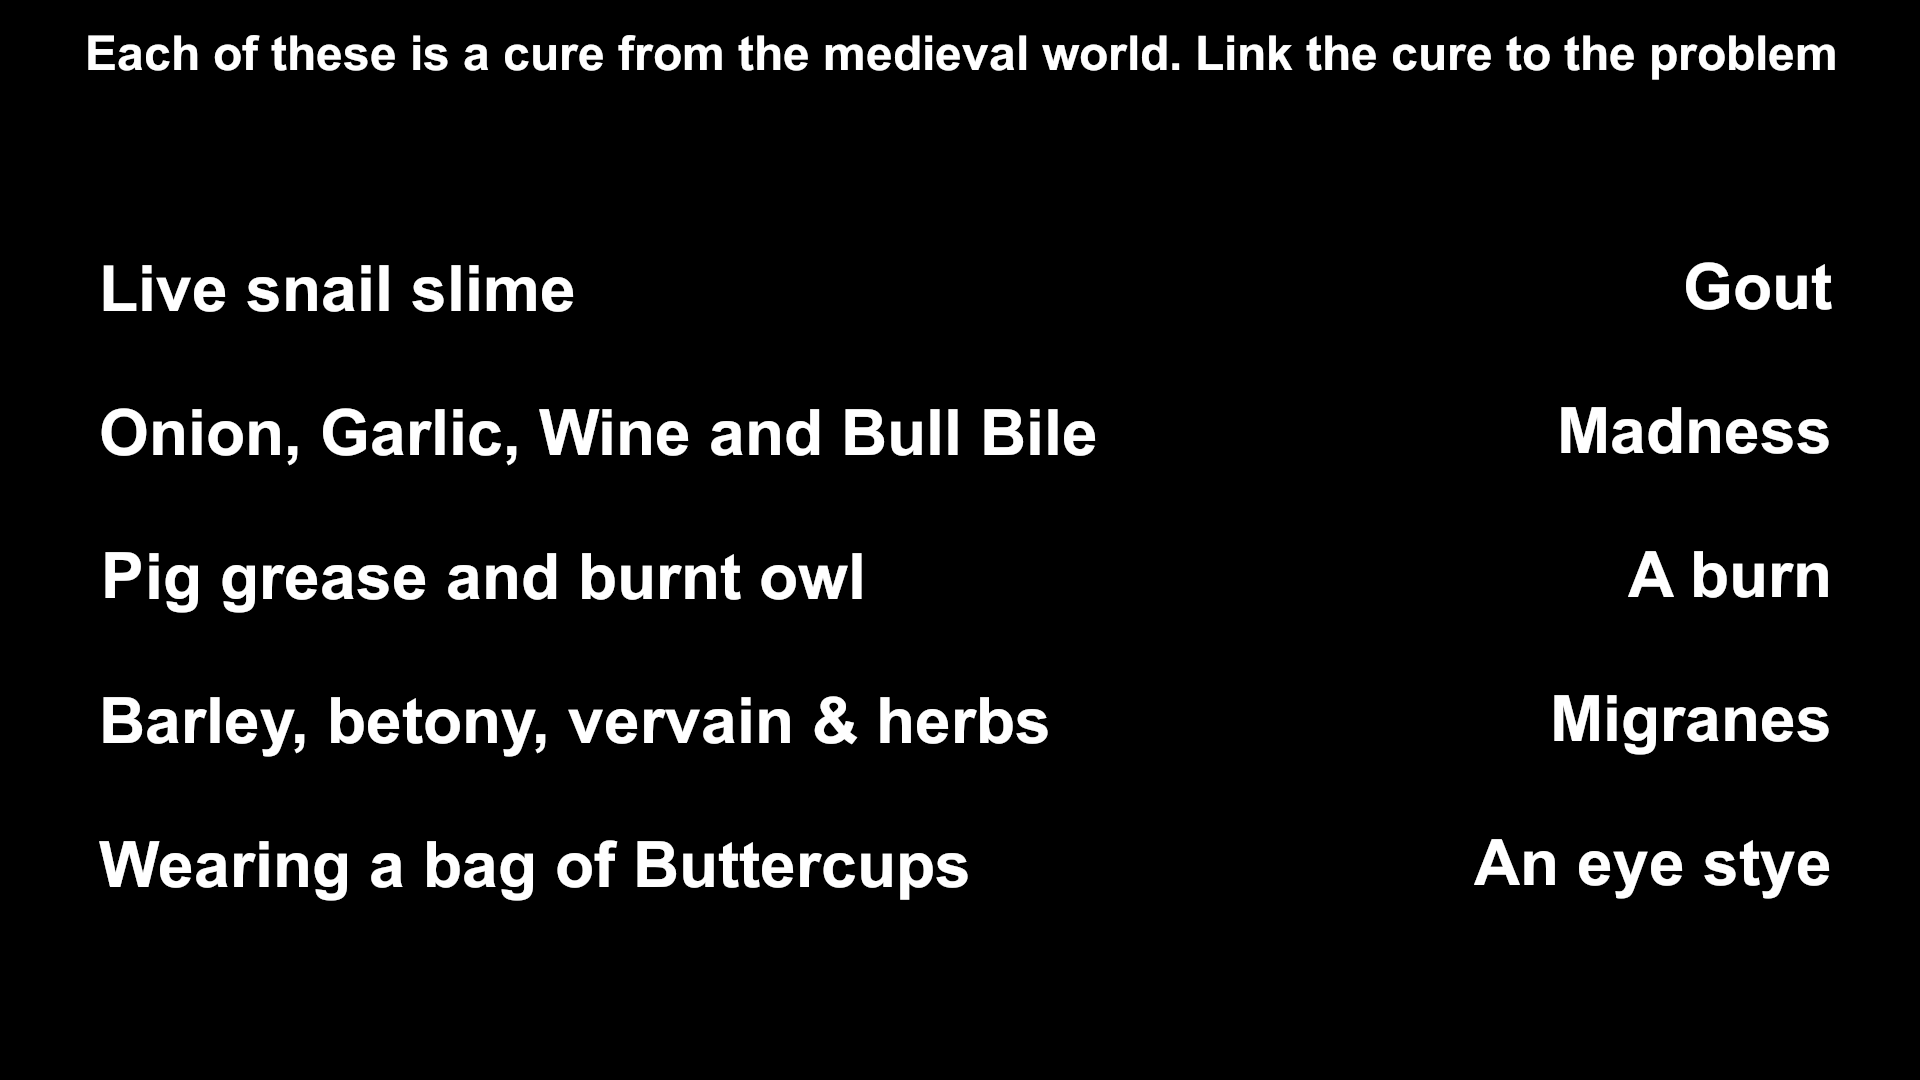 Each of these is a cure from the medieval world. Link the cure to the problem
Live snail slime
Gout
Onion, Garlic, Wine and Bull Bile
Madness
Pig grease and burnt owl
A burn
Barley, betony, vervain & herbs
Migranes
Wearing a bag of Buttercups
An eye stye